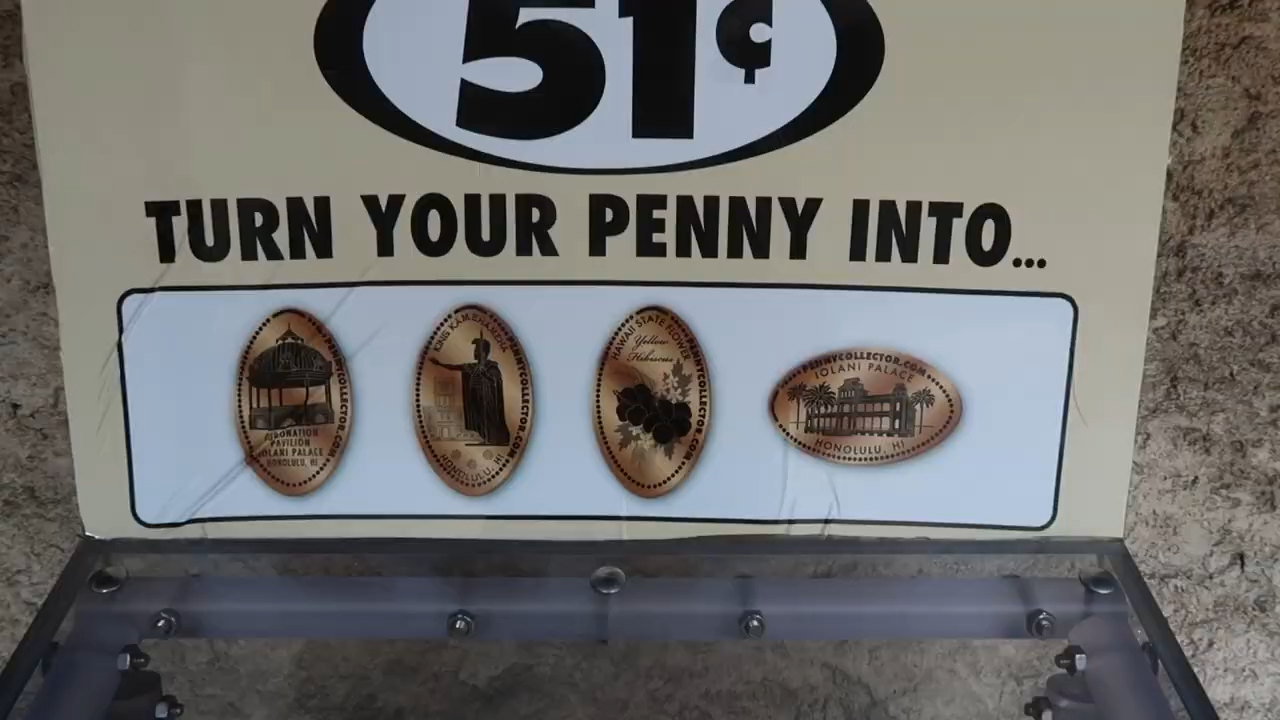 51¢
TURN YOUR PENNY INTO...
PENNYCOLLECTOR.COM
CORONATION
PAVILION
IOLANI PALACE
HONOLULU, HI
KING KAMEHAMEHA
PENNYCOLLECTOR.COM
HONOLULU, HI
HAWAII STATE FLOWER
Yellow
Hibiscus
PENNYCOLLECTOR.COM
PENNYCOLLECTOR.COM
IOLANI PALACE
HONOLULU, HI